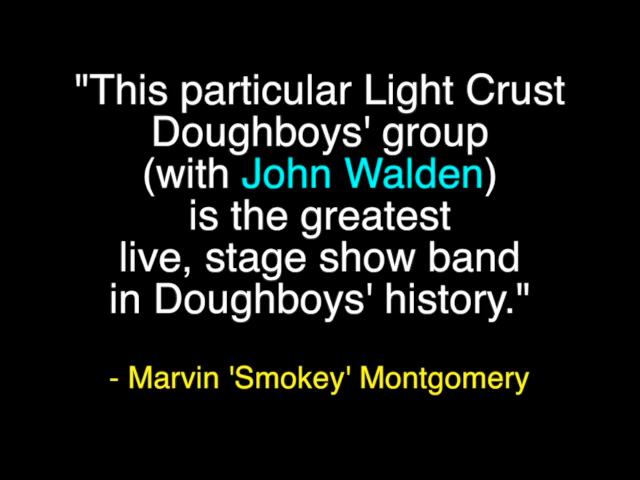 "This particular Light Crust
Doughboys' group
(with John Walden)
is the greatest
live, stage show band
in Doughboys' history."
- Marvin 'Smokey' Montgomery